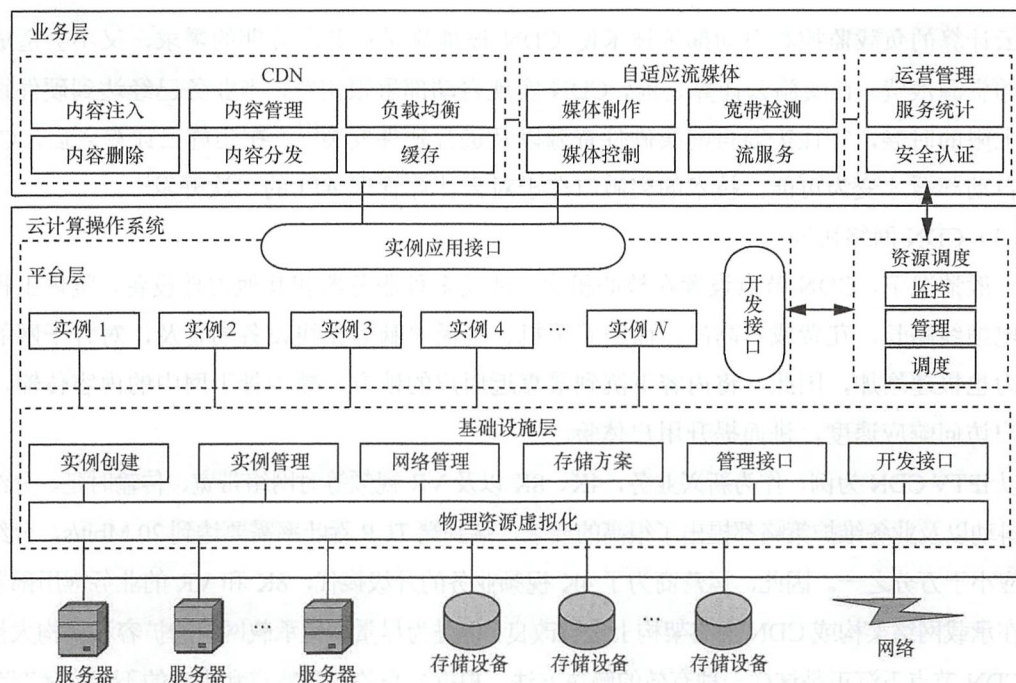 业务层
CDN
内容注入
内容管理
负载均衡
内容删除
内容分发
缓存
自适应流媒体
媒体制作
宽带检测
媒体控制
流服务
运营管理
服务统计
安全认证
云计算操作系统
实例应用接口
平台层
实例 1
实例 2
实例 3
实例 4
…
实例 N
开发接口
资源调度
监控
管理
调度
基础设施层
实例创建
实例管理
网络管理
存储方案
管理接口
开发接口
物理资源虚拟化
服务器
服务器
服务器
存储设备
存储设备
…
存储设备
网络